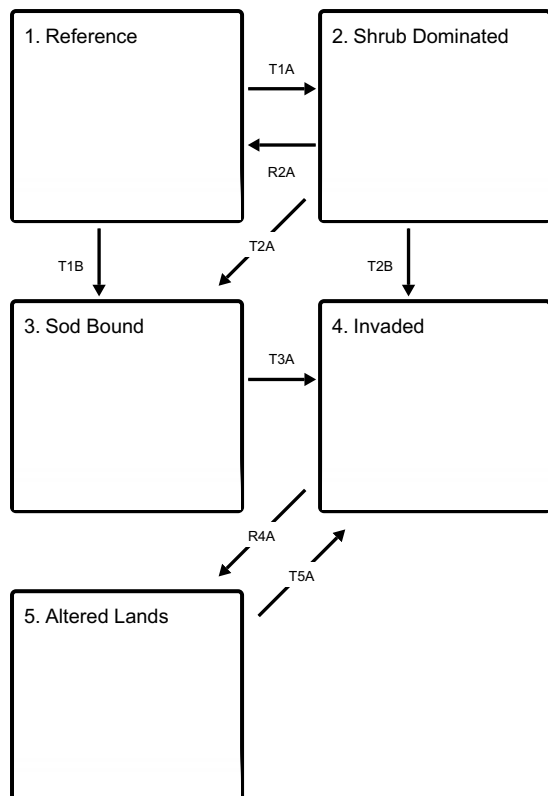 1. Reference
2. Shrub Dominated
T1A
R2A
T1B
T2A
T2B
3. Sod Bound
4. Invaded
T3A
R4A
T5A
5. Altered Lands